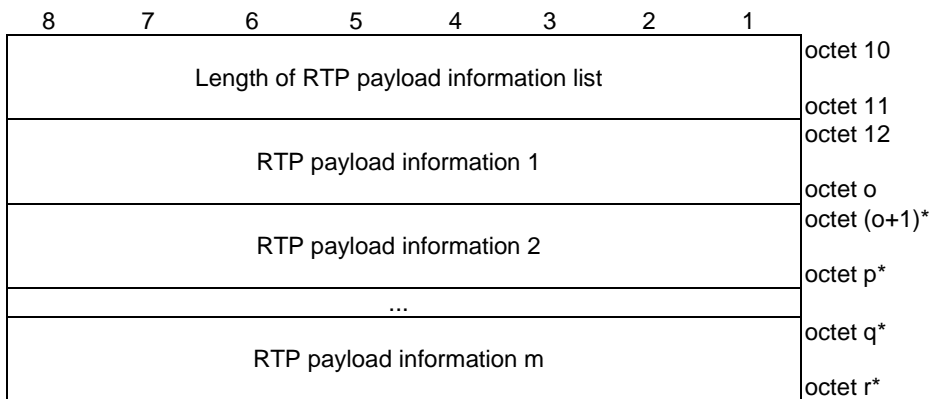 8 7 6 5 4 3 2 1
octet 10
Length of RTP payload information list
octet 11
octet 12
RTP payload information 1
octet o
octet (o+1)*
RTP payload information 2
octet p*
...
octet q*
RTP payload information m
octet r*